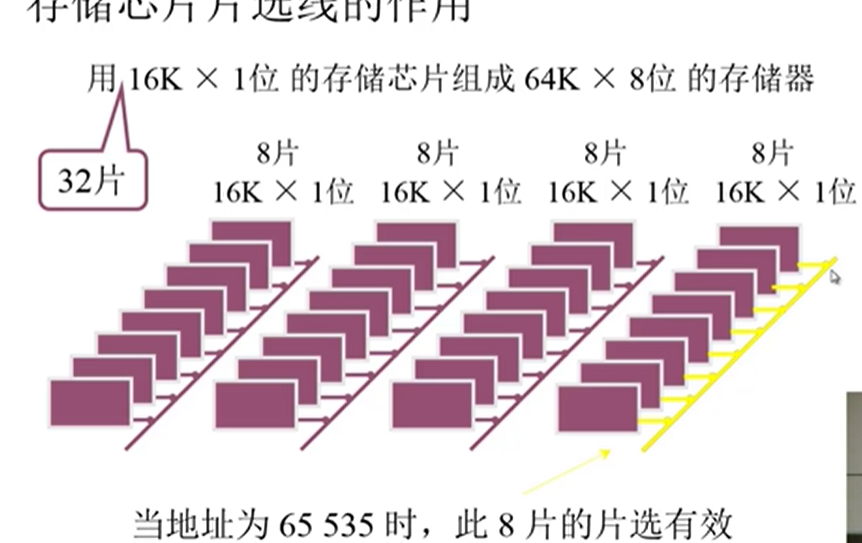 存储芯片片选线的作用
用 16K × 1位 的存储芯片组成 64K × 8位 的存储器
32片
8片 8片 8片 8片
16K × 1位 16K × 1位 16K × 1位 16K × 1位
当地址为 65 535 时，此 8 片的片选有效